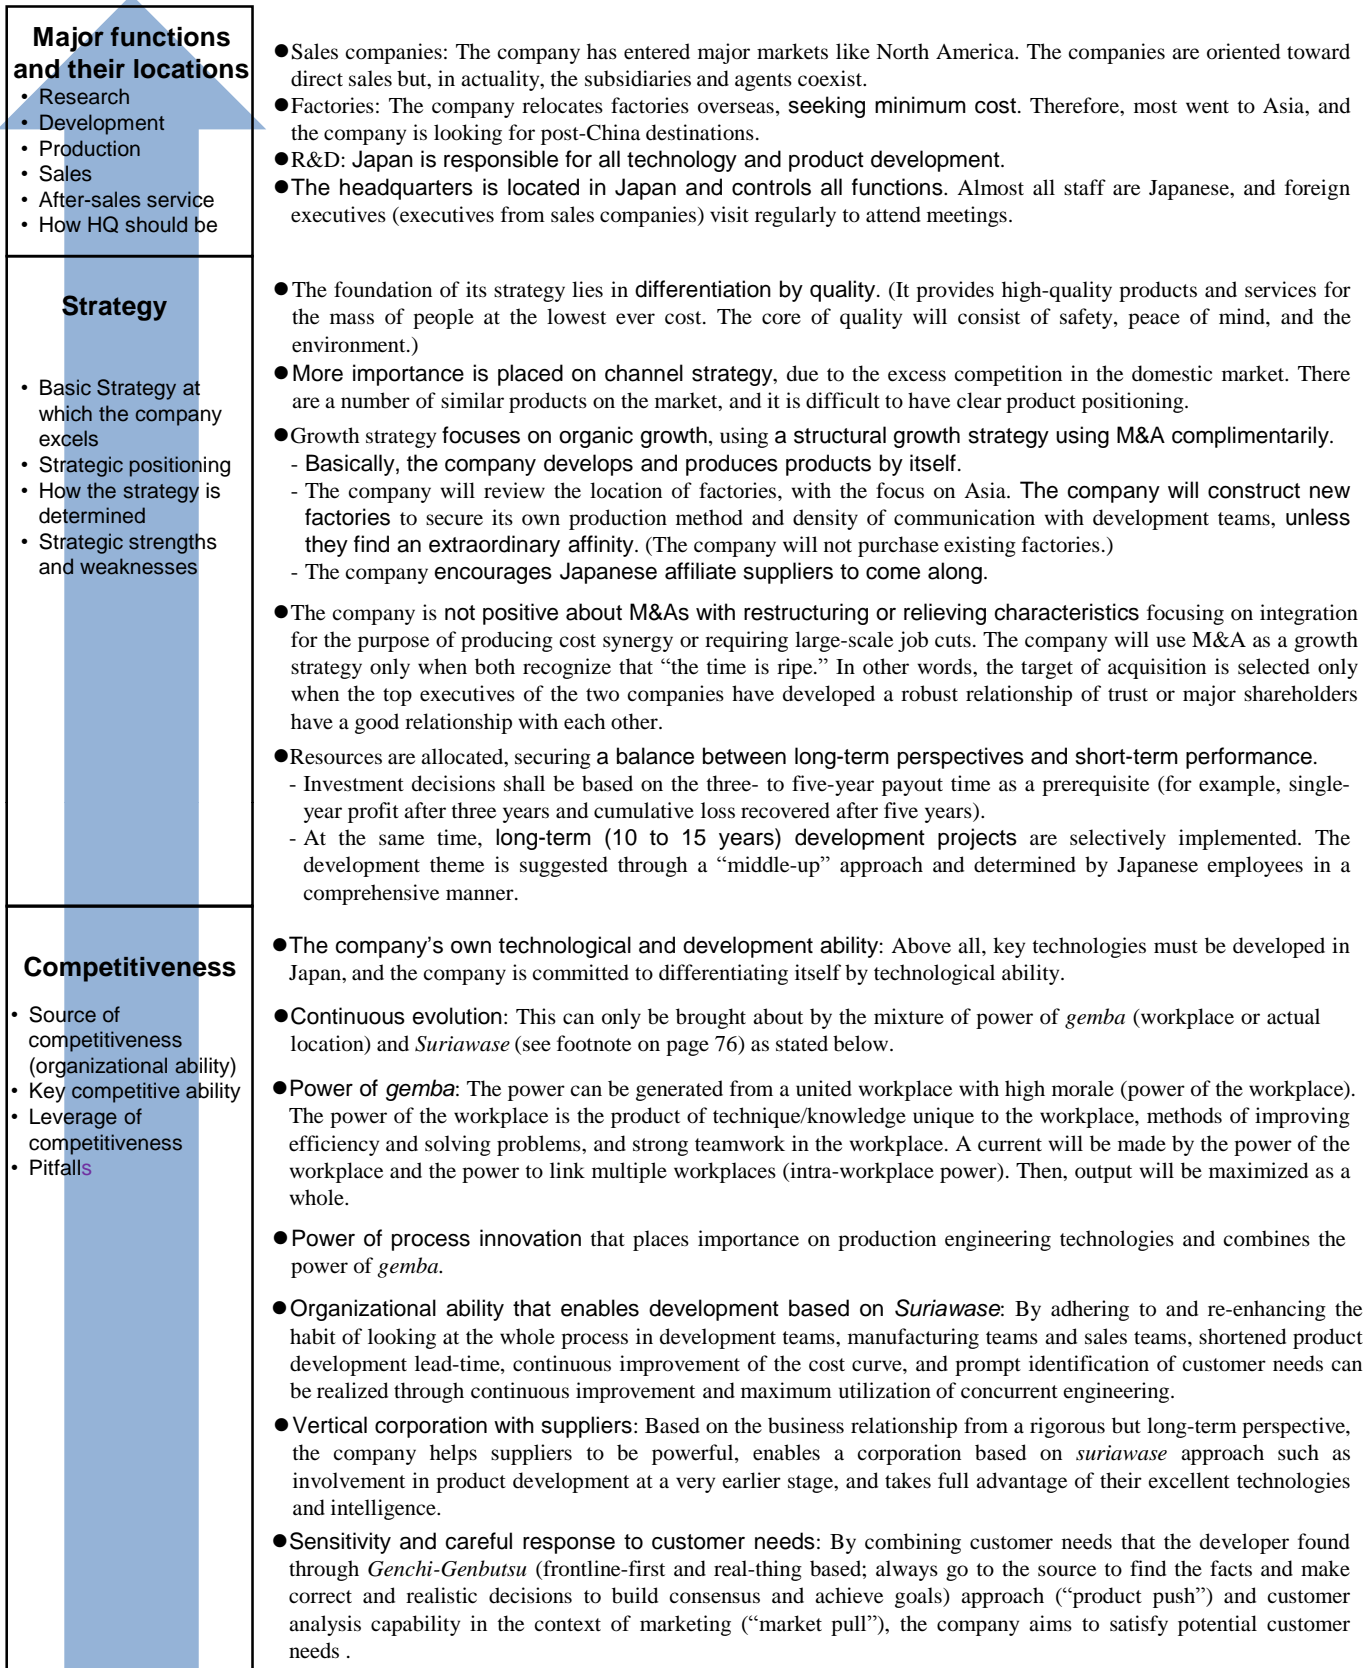 Major functions
and their locations
• Research
• Development
• Production
• Sales
• After-sales service
• How HQ should be
●Sales companies: The company has entered major markets like North America. The companies are oriented toward
direct sales but, in actuality, the subsidiaries and agents coexist.
●Factories: The company relocates factories overseas, seeking minimum cost. Therefore, most went to Asia, and
the company is looking for post-China destinations.
●R&D: Japan is responsible for all technology and product development.
●The headquarters is located in Japan and controls all functions. Almost all staff are Japanese, and foreign
executives (executives from sales companies) visit regularly to attend meetings.
Strategy
• Basic Strategy at
which the company
excels
• Strategic positioning
• How the strategy is
determined
• Strategic strengths
and weaknesses
●The foundation of its strategy lies in differentiation by quality. (It provides high-quality products and services for
the mass of people at the lowest ever cost. The core of quality will consist of safety, peace of mind, and the
environment.)
●More importance is placed on channel strategy, due to the excess competition in the domestic market. There
are a number of similar products on the market, and it is difficult to have clear product positioning.
●Growth strategy focuses on organic growth, using a structural growth strategy using M&A complimentarily.
- Basically, the company develops and produces products by itself.
- The company will review the location of factories, with the focus on Asia. The company will construct new
factories to secure its own production method and density of communication with development teams, unless
they find an extraordinary affinity. (The company will not purchase existing factories.)
- The company encourages Japanese affiliate suppliers to come along.
●The company is not positive about M&As with restructuring or relieving characteristics focusing on integration
for the purpose of producing cost synergy or requiring large-scale job cuts. The company will use M&A as a growth
strategy only when both recognize that “the time is ripe.” In other words, the target of acquisition is selected only
when the top executives of the two companies have developed a robust relationship of trust or major shareholders
have a good relationship with each other.
●Resources are allocated, securing a balance between long-term perspectives and short-term performance.
- Investment decisions shall be based on the three- to five-year payout time as a prerequisite (for example, single-
year profit after three years and cumulative loss recovered after five years).
- At the same time, long-term (10 to 15 years) development projects are selectively implemented. The
development theme is suggested through a “middle-up” approach and determined by Japanese employees in a
comprehensive manner.
Competitiveness
• Source of
competitiveness
(organizational ability)
• Key competitive ability
• Leverage of
competitiveness
• Pitfalls
●The company’s own technological and development ability: Above all, key technologies must be developed in
Japan, and the company is committed to differentiating itself by technological ability.
●Continuous evolution: This can only be brought about by the mixture of power of gemba (workplace or actual
location) and Suriawase (see footnote on page 76) as stated below.
●Power of gemba: The power can be generated from a united workplace with high morale (power of the workplace).
The power of the workplace is the product of technique/knowledge unique to the workplace, methods of improving
efficiency and solving problems, and strong teamwork in the workplace. A current will be made by the power of the
workplace and the power to link multiple workplaces (intra-workplace power). Then, output will be maximized as a
whole.
●Power of process innovation that places importance on production engineering technologies and combines the
power of gemba.
●Organizational ability that enables development based on Suriawase: By adhering to and re-enhancing the
habit of looking at the whole process in development teams, manufacturing teams and sales teams, shortened product
development lead-time, continuous improvement of the cost curve, and prompt identification of customer needs can
be realized through continuous improvement and maximum utilization of concurrent engineering.
●Vertical corporation with suppliers: Based on the business relationship from a rigorous but long-term perspective,
the company helps suppliers to be powerful, enables a corporation based on suriawase approach such as
involvement in product development at a very earlier stage, and takes full advantage of their excellent technologies
and intelligence.
●Sensitivity and careful response to customer needs: By combining customer needs that the developer found
through Genchi-Genbutsu (frontline-first and real-thing based; always go to the source to find the facts and make
correct and realistic decisions to build consensus and achieve goals) approach (“product push”) and customer
analysis capability in the context of marketing (“market pull”), the company aims to satisfy potential customer
needs .